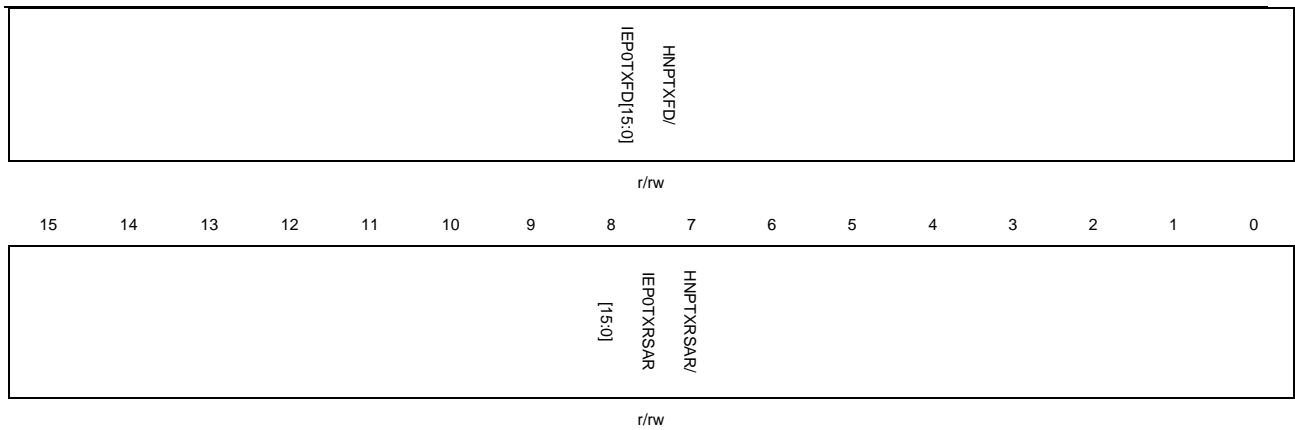 HNPTXFD/
IEP0TXFD[15:0]
r/rw
15 14 13 12 11 10 9 8 7 6 5 4 3 2 1 0
HNPTXRSAR/
IEP0TXRSAR
[15:0]
r/rw